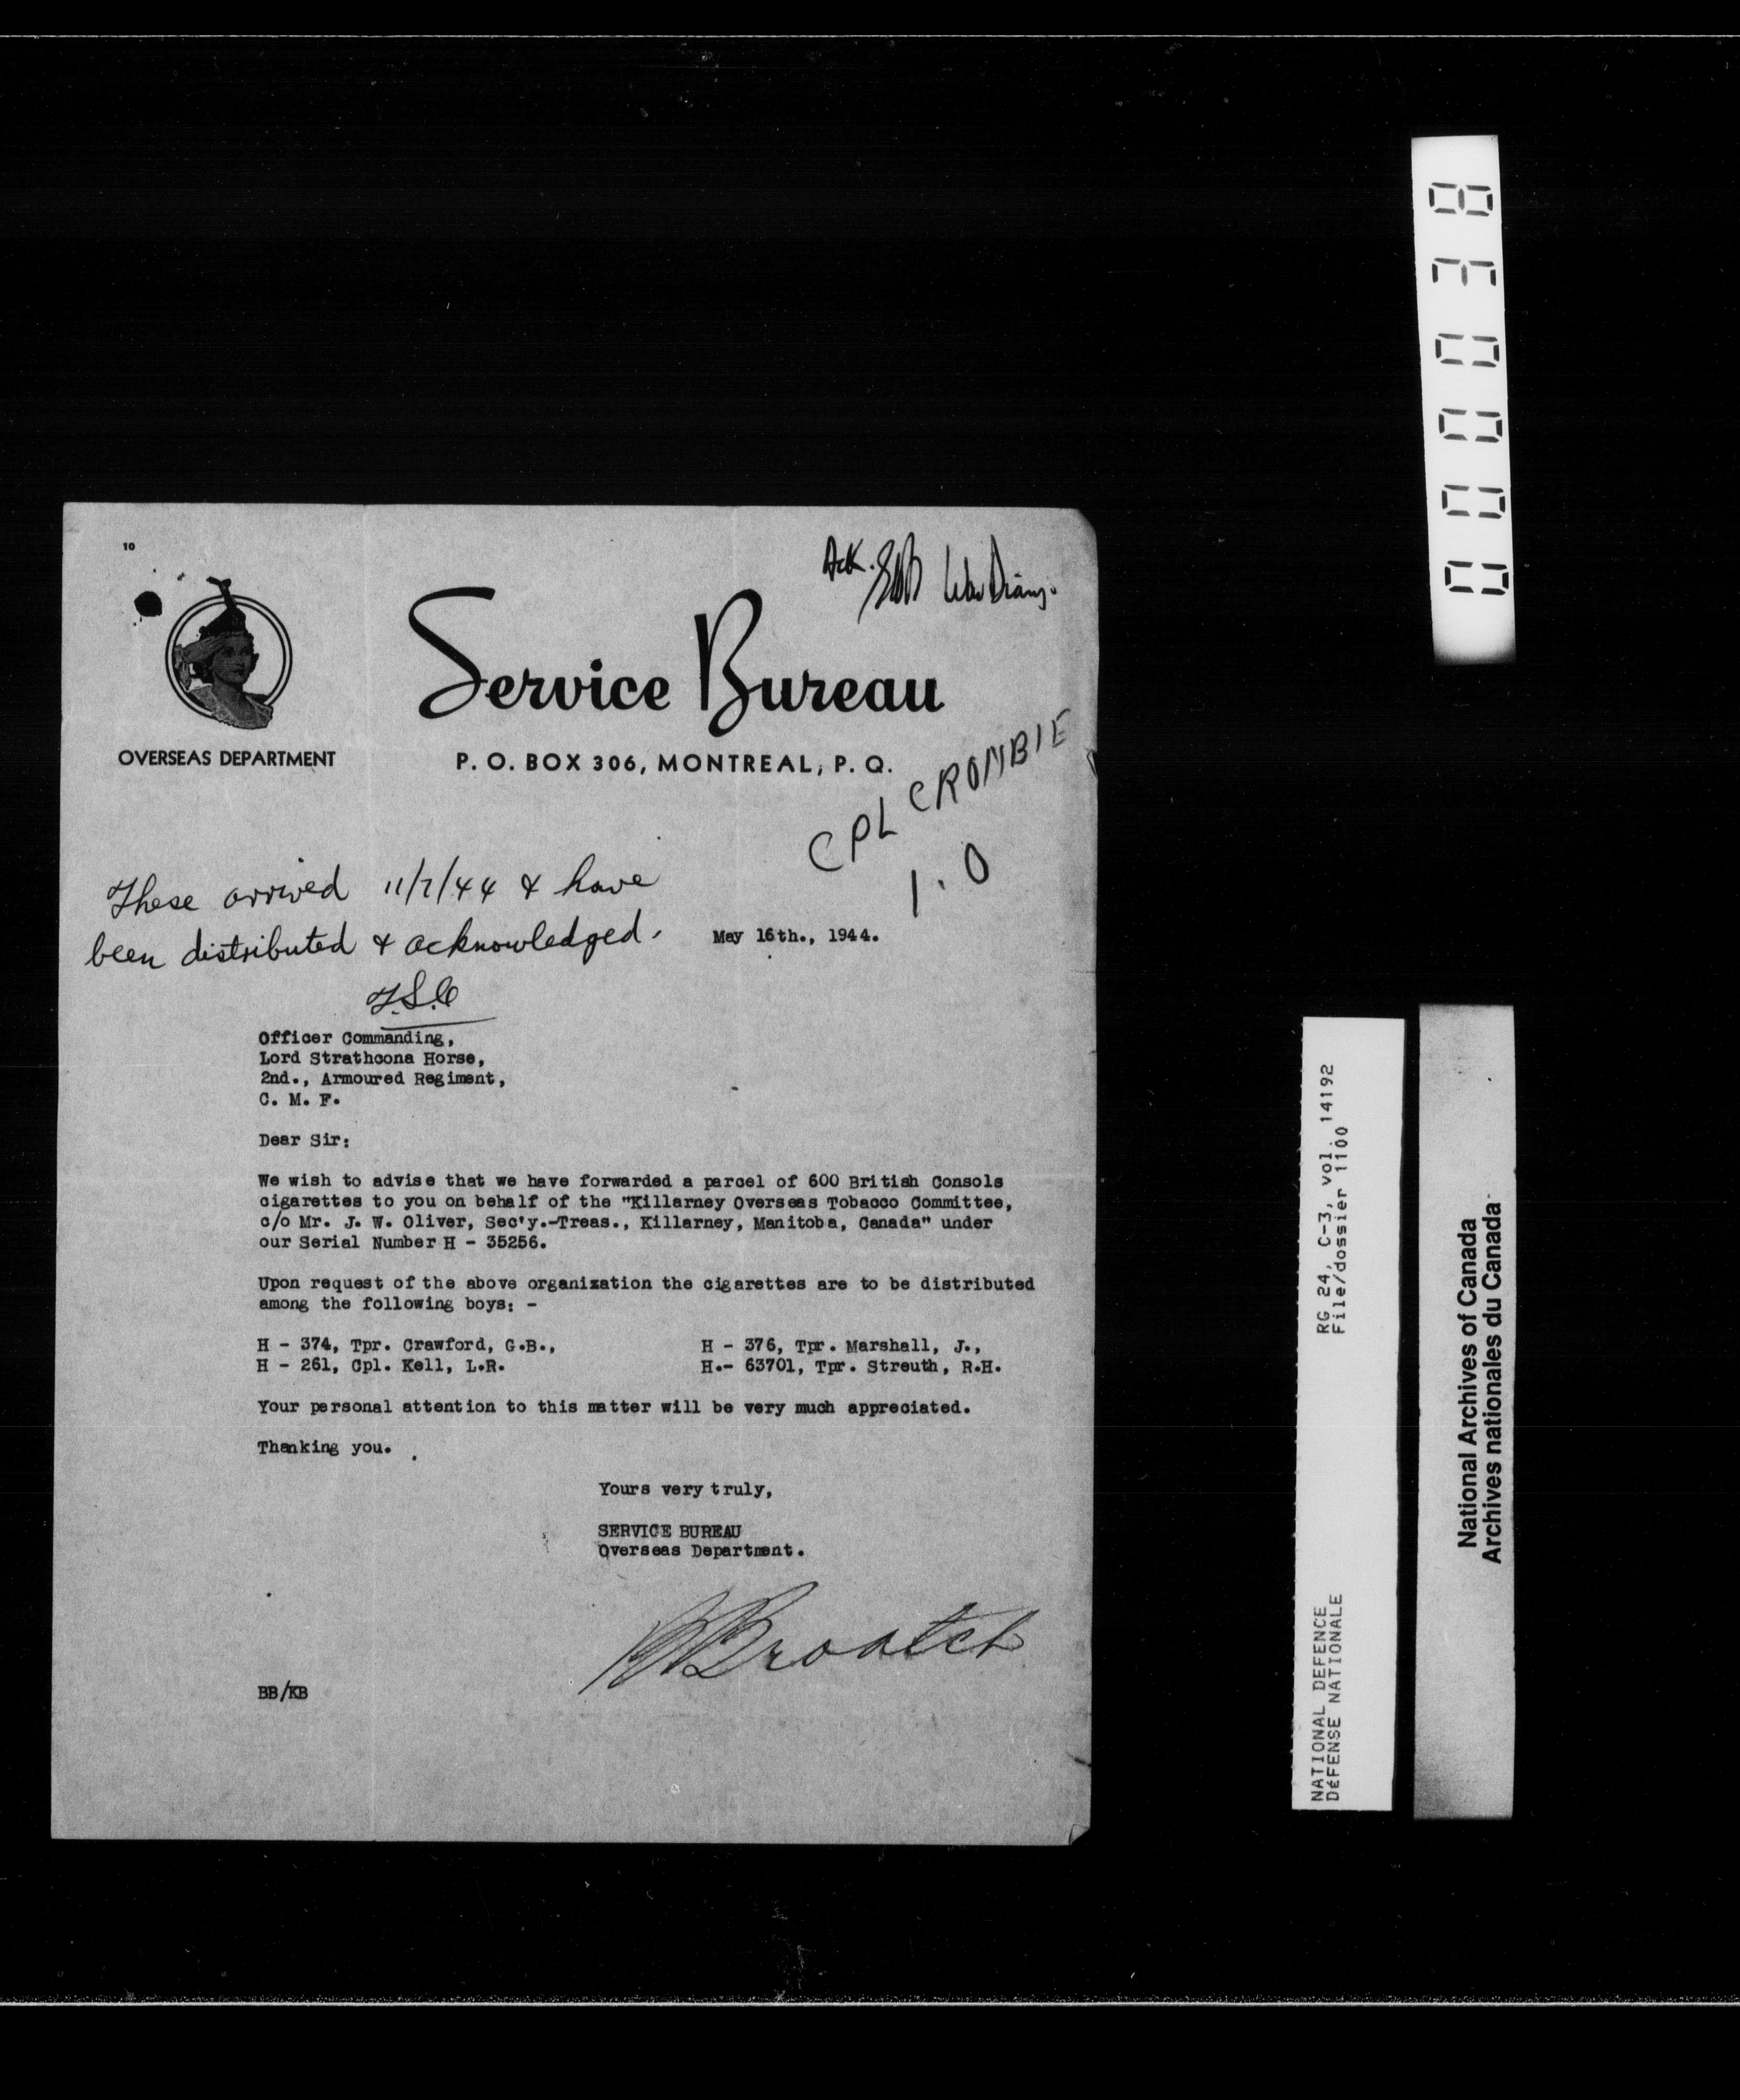 10
Ack. War Diary.
Service Bureau
OVERSEAS DEPARTMENT
P. O. BOX 306, MONTREAL, P. Q.
CPL CROMBIE
I.O
These arrived 11/7/44 & have
been distributed & acknowledged.
May 16th., 1944.
Officer Commanding,
Lord Strathcona Horse,
2nd., Armoured Regiment,
C. M. F.
Dear Sir:
We wish to advise that we have forwarded a parcel of 600 British Consols
cigarettes to you on behalf of the "Killarney Overseas Tobacco Committee,
c/o Mr. J. W. Oliver, Sec'y.-Treas., Killarney, Manitoba, Canada" under
our Serial Number H - 35256.
Upon request of the above organization the cigarettes are to be distributed
among the following boys: -
H - 374, Tpr. Crawford, G.B., H - 376, Tpr. Marshall, J.,
H - 261, Cpl. Kell, L.R. H.- 63701, Tpr. Streuth, R.H.
Your personal attention to this matter will be very much appreciated.
Thanking you.
Yours very truly,
SERVICE BUREAU
Overseas Department.
B Broatch
BB/KB
000038
RG 24, C-3, vol. 14192
File/dossier 1100
NATIONAL DEFENCE
DéFENSE NATIONALE
National Archives of Canada
Archives nationales du Canada